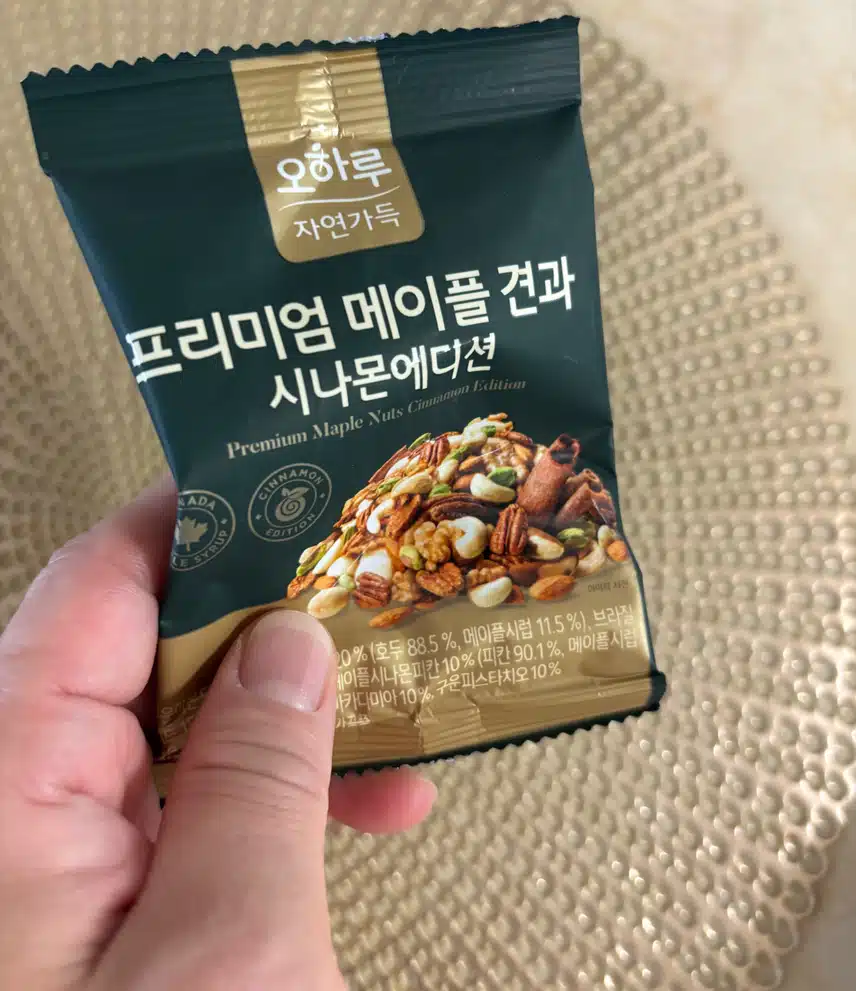 오하루
자연가득
프리미엄 메이플 견과
시나몬에디션
Premium Maple Nuts Cinnamon Edition
CINNAMON
EDITION
20% (호두 88.5 %, 메이플시럽 11.5 %), 브라질
메이플시나몬피칸 10% (피칸 90.1%, 메이플시럽
카다미아 10%, 구운피스타치오 10%